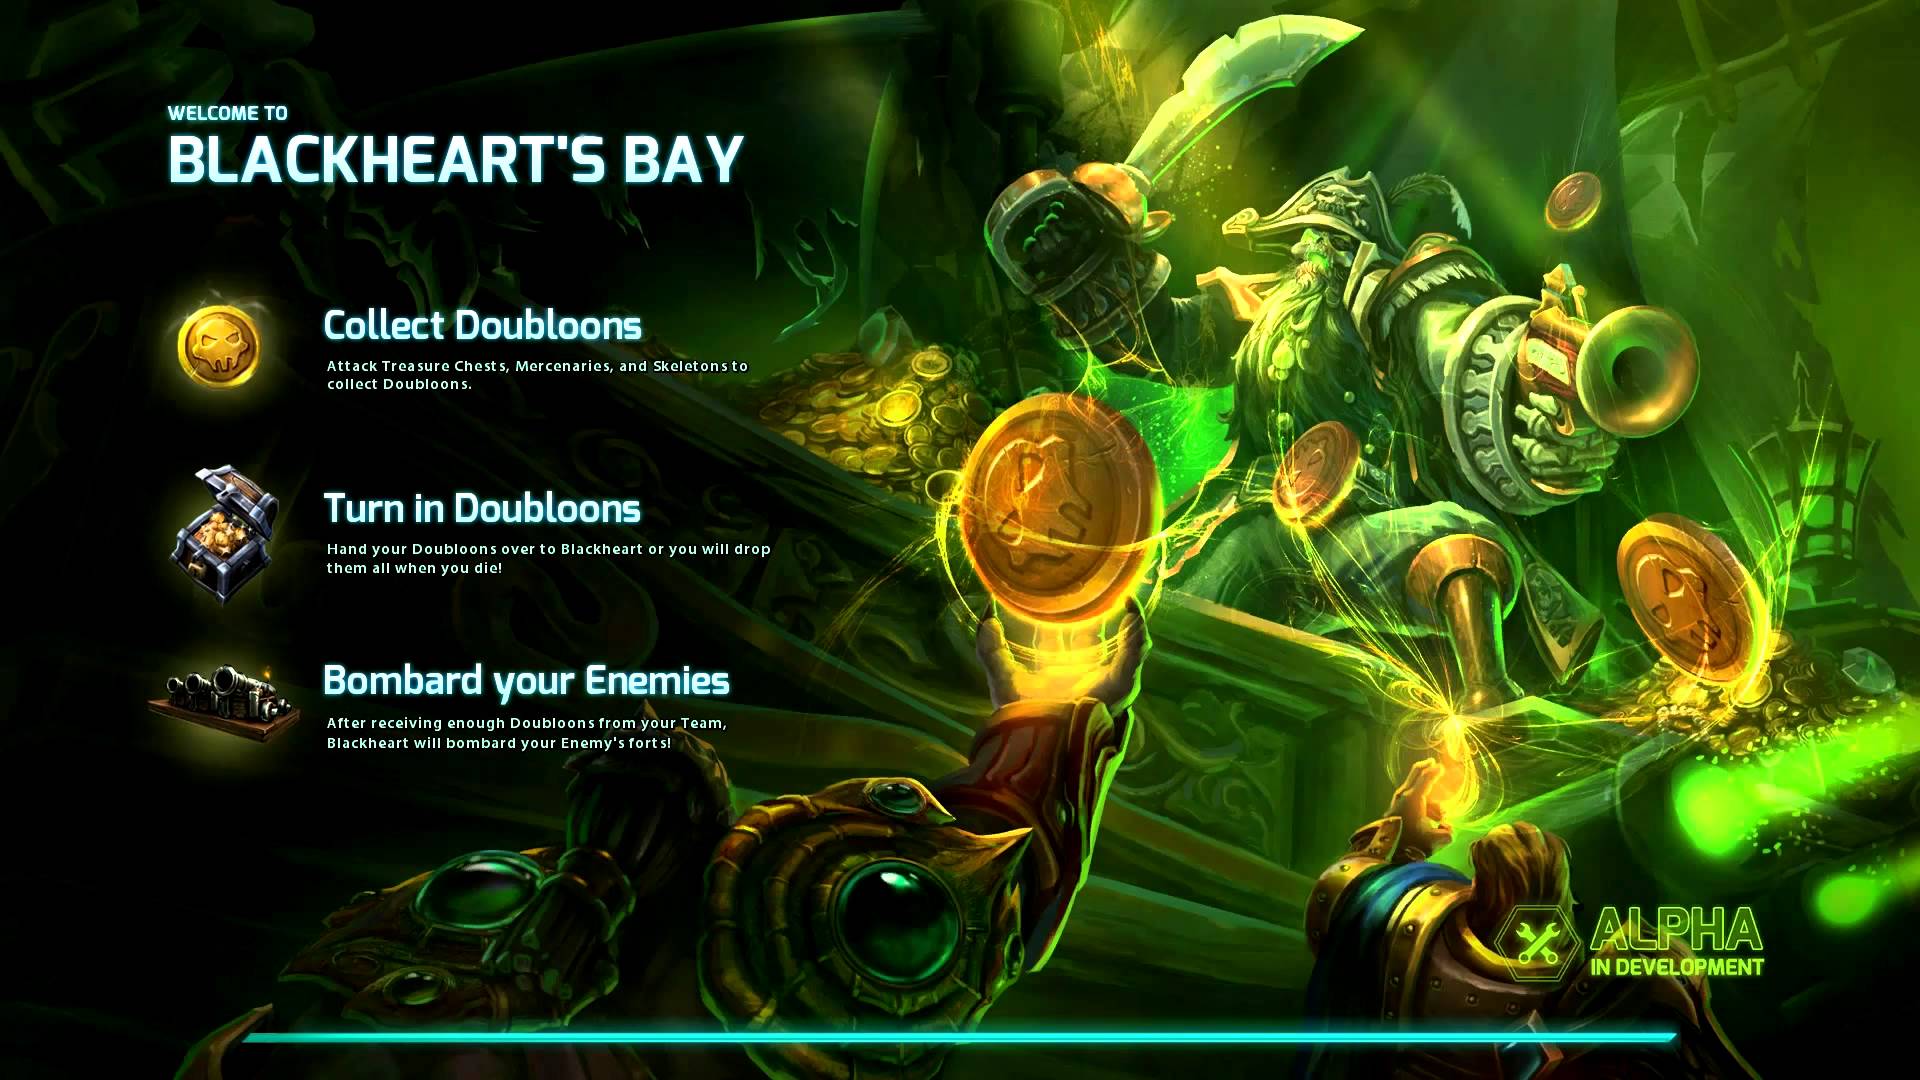 WELCOME TO
BLACKHEART'S BAY
Collect Doubloons
Attack Treasure Chests, Mercenaries, and Skeletons to
collect Doubloons.
Turn in Doubloons
Hand your Doubloons over to Blackheart or you will drop
them all when you die!
Bombard your Enemies
After receiving enough Doubloons from your Team,
Blackheart will bombard your Enemy's forts!
ALPHA
IN DEVELOPMENT